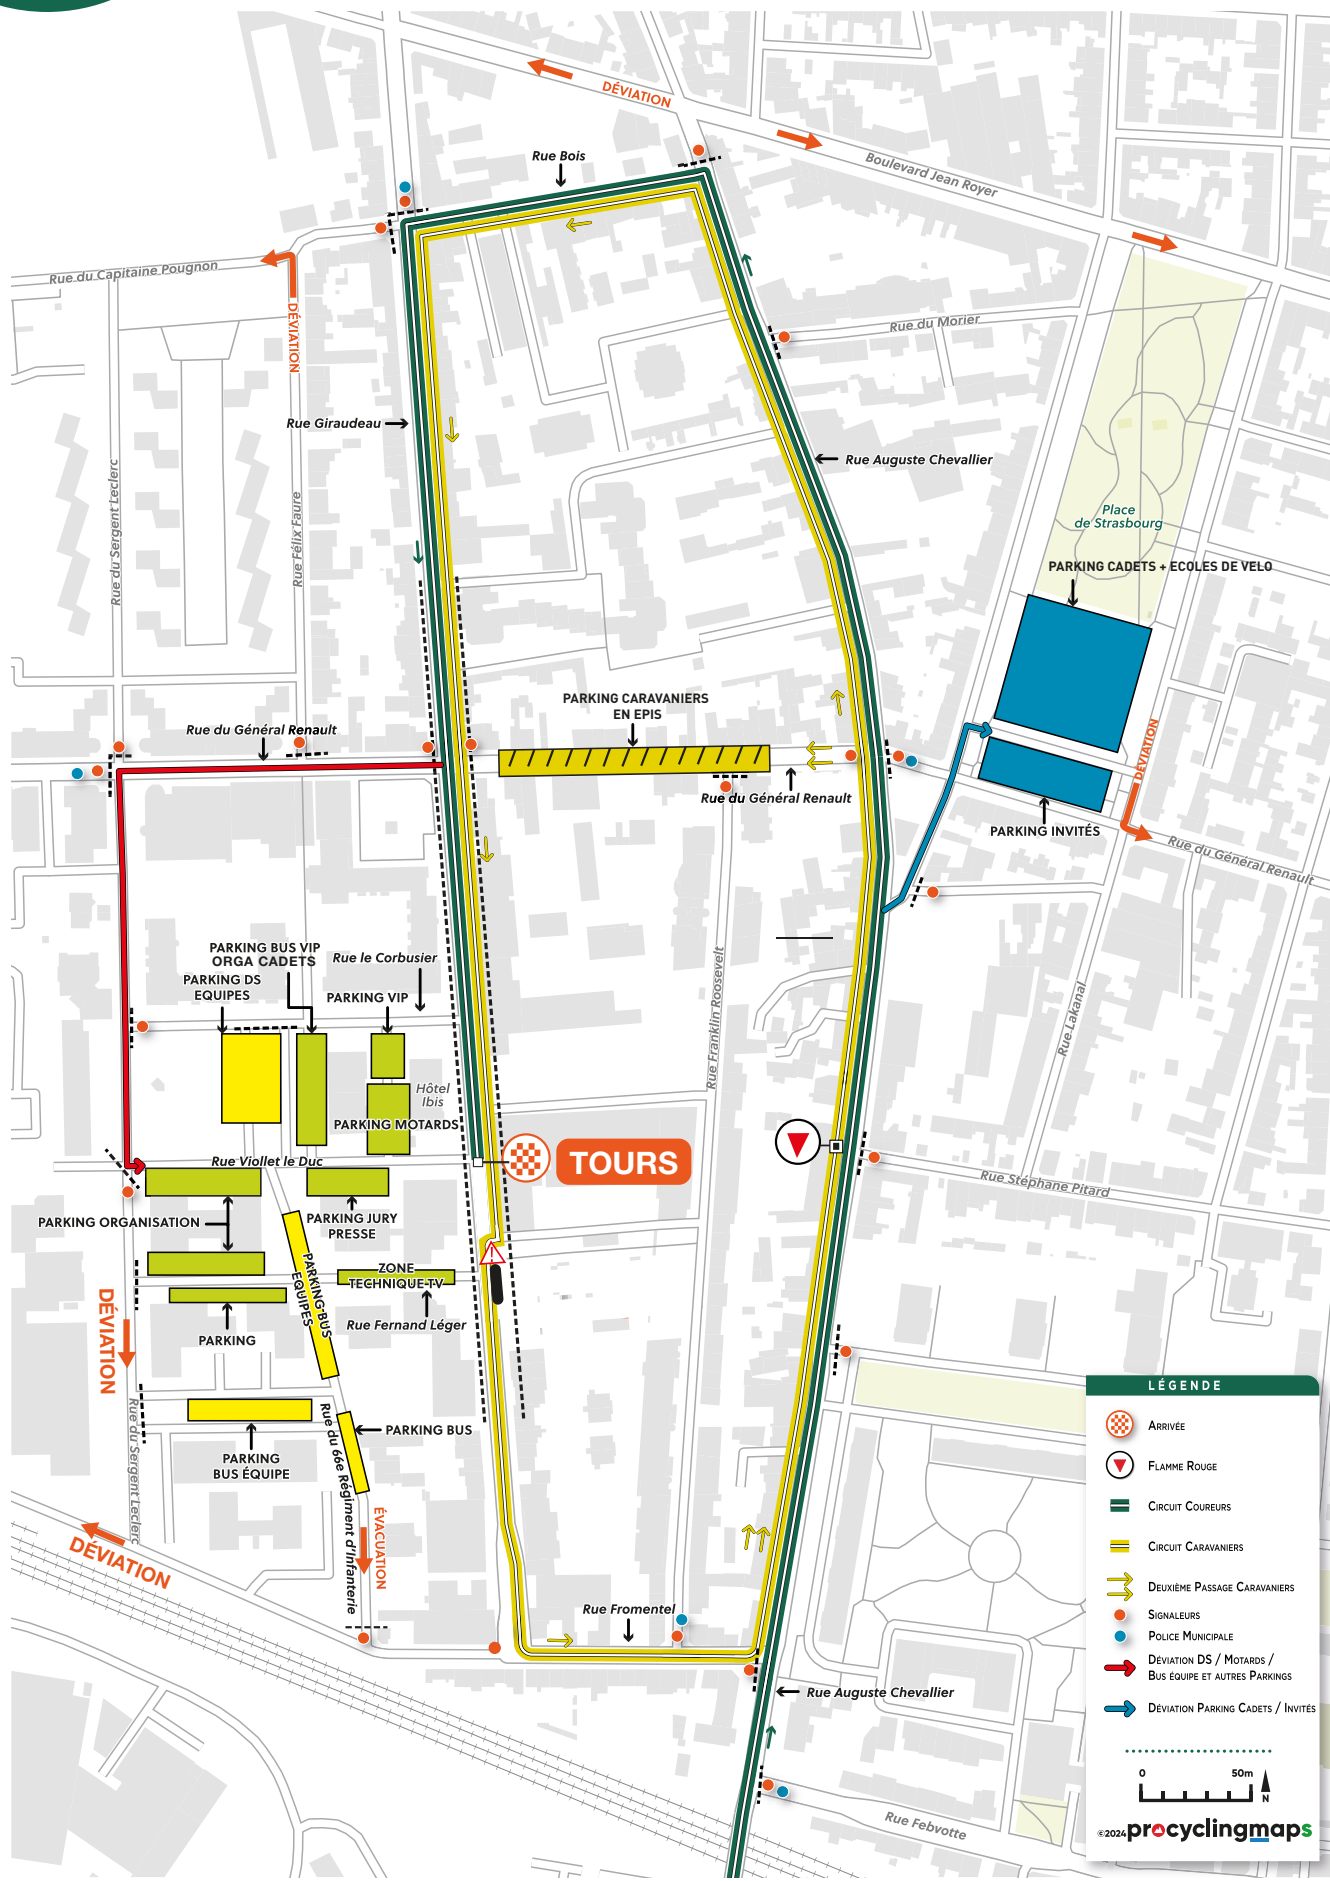 DÉVIATION
Boulevard Jean Royer
Rue Bois
Rue du Capitaine Pougnon
DÉVIATION
Rue du Morier
Rue Giraudeau
Rue Auguste Chevallier
Rue du Sergent Leclerc
Rue Félix Faure
Place
de Strasbourg
PARKING CADETS + ECOLES DE VELO
PARKING CARAVANIERS
EN EPIS
Rue du Général Renault
Rue du Général Renault
DÉVIATION
PARKING INVITÉS
Rue du Général Renault
PARKING BUS VIP
ORGA CADETS
Rue le Corbusier
PARKING DS
EQUIPES
PARKING VIP
Rue Franklin Roosevelt
Rue Lakanal
Hôtel
Ibis
PARKING MOTARDS
Rue Viollet le Duc
TOURS
Rue Stéphane Pitard
PARKING ORGANISATION
PARKING JURY
PRESSE
PARKING BUS
EQUIPES
ZONE
TECHNIQUE TV
Rue Fernand Léger
PARKING
DÉVIATION
Rue du Sergent Leclerc
PARKING BUS
PARKING
BUS ÉQUIPE
Rue du 66e Régiment d'Infanterie
ÉVACUATION
DÉVIATION
Rue Fromentel
Rue Auguste Chevallier
Rue Febvotte
LÉGENDE
ARRIVÉE
FLAMME ROUGE
CIRCUIT COUREURS
CIRCUIT CARAVANIERS
DEUXIÈME PASSAGE CARAVANIERS
SIGNALEURS
POLICE MUNICIPALE
DÉVIATION DS / MOTARDS /
BUS ÉQUIPE ET AUTRES PARKINGS
DÉVIATION PARKING CADETS / INVITÉS
0 50m
N
©2024 procyclingmaps